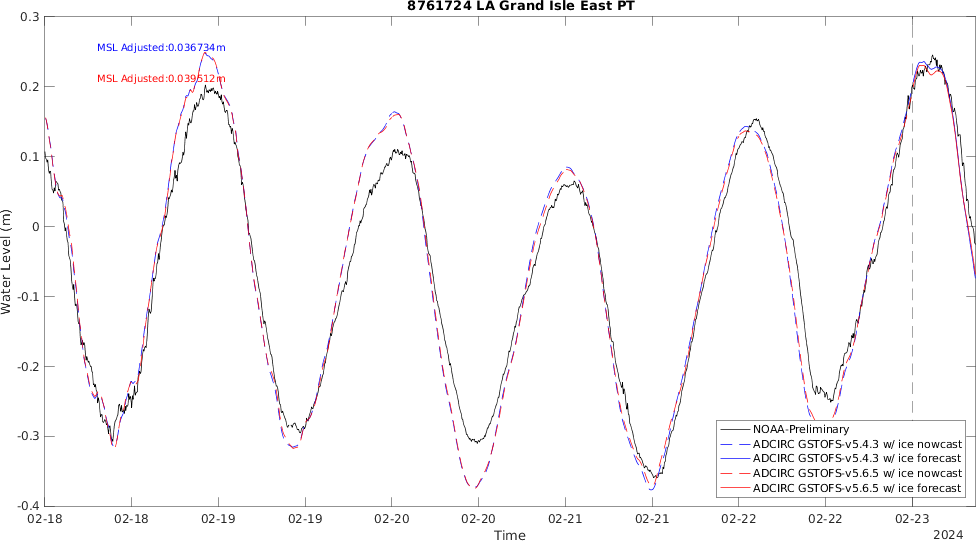 8761724 LA Grand Isle East PT
0.3
MSL Adjusted:0.036734m
MSL Adjusted:0.039512m
0.2
0.1
0
-0.1
-0.2
-0.3
-0.4
Water Level (m)
NOAA-Preliminary
ADCIRC GSTOFS-v5.4.3 w/ ice nowcast
ADCIRC GSTOFS-v5.4.3 w/ ice forecast
ADCIRC GSTOFS-v5.6.5 w/ ice nowcast
ADCIRC GSTOFS-v5.6.5 w/ ice forecast
02-18 02-18 02-19 02-19 02-20 02-20 02-21 02-21 02-22 02-22 02-23
Time
2024